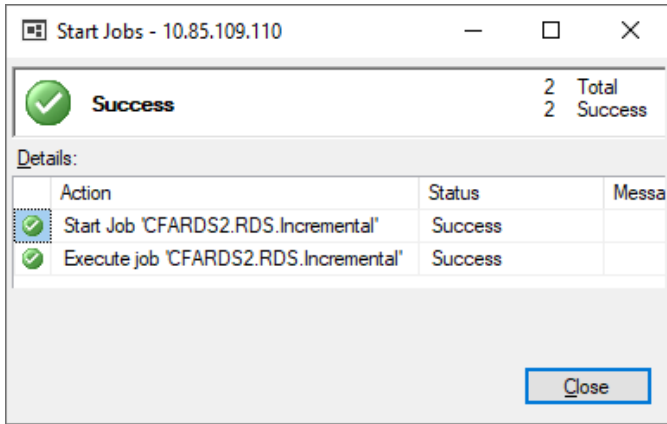 Start Jobs - 10.85.109.110
Success
2 Total
2 Success
Details:
Action Status Messa
Start Job 'CFARDS2.RDS.Incremental' Success
Execute job 'CFARDS2.RDS.Incremental' Success
Close